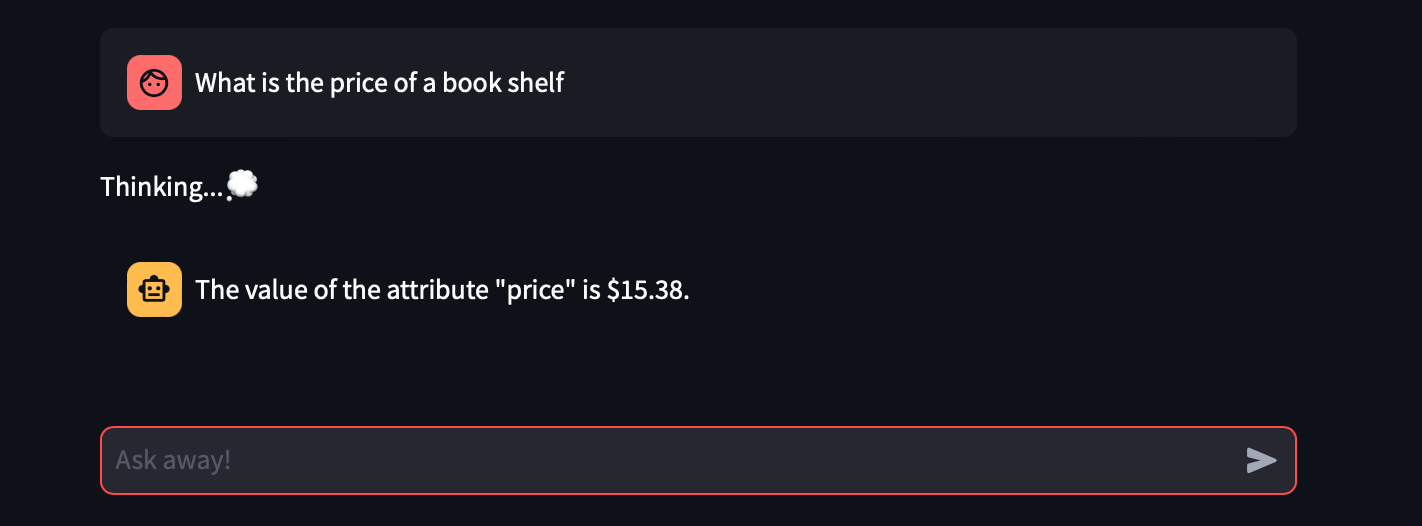 What is the price of a book shelf
Thinking...💭
The value of the attribute "price" is $15.38.
Ask away!